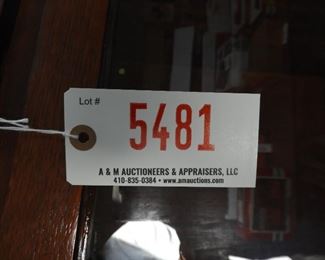 Lot #
5481
A & M AUCTIONEERS & APPRAISERS, LLC
410-835-0384 • www.amauctions.com